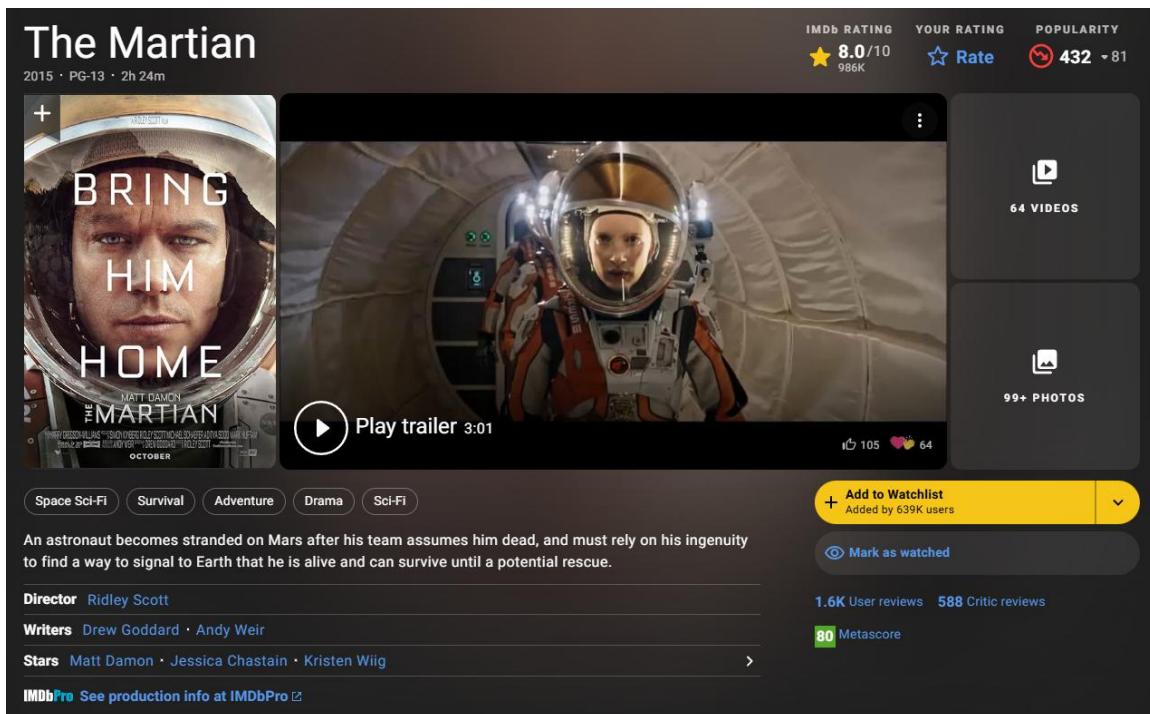 The Martian
2015 · PG-13 · 2h 24m
IMDb RATING
8.0/10
986K
YOUR RATING
Rate
POPULARITY
432
81
BRING
HIM
HOME
MATT DAMON
THE MARTIAN
OCTOBER
Play trailer 3:01
105
64
64 VIDEOS
99+ PHOTOS
Space Sci-Fi
Survival
Adventure
Drama
Sci-Fi
An astronaut becomes stranded on Mars after his team assumes him dead, and must rely on his ingenuity
to find a way to signal to Earth that he is alive and can survive until a potential rescue.
Director Ridley Scott
Writers Drew Goddard · Andy Weir
Stars Matt Damon · Jessica Chastain · Kristen Wiig
IMDbPro See production info at IMDbPro
Add to Watchlist
Added by 639K users
Mark as watched
1.6K User reviews 588 Critic reviews
80 Metascore